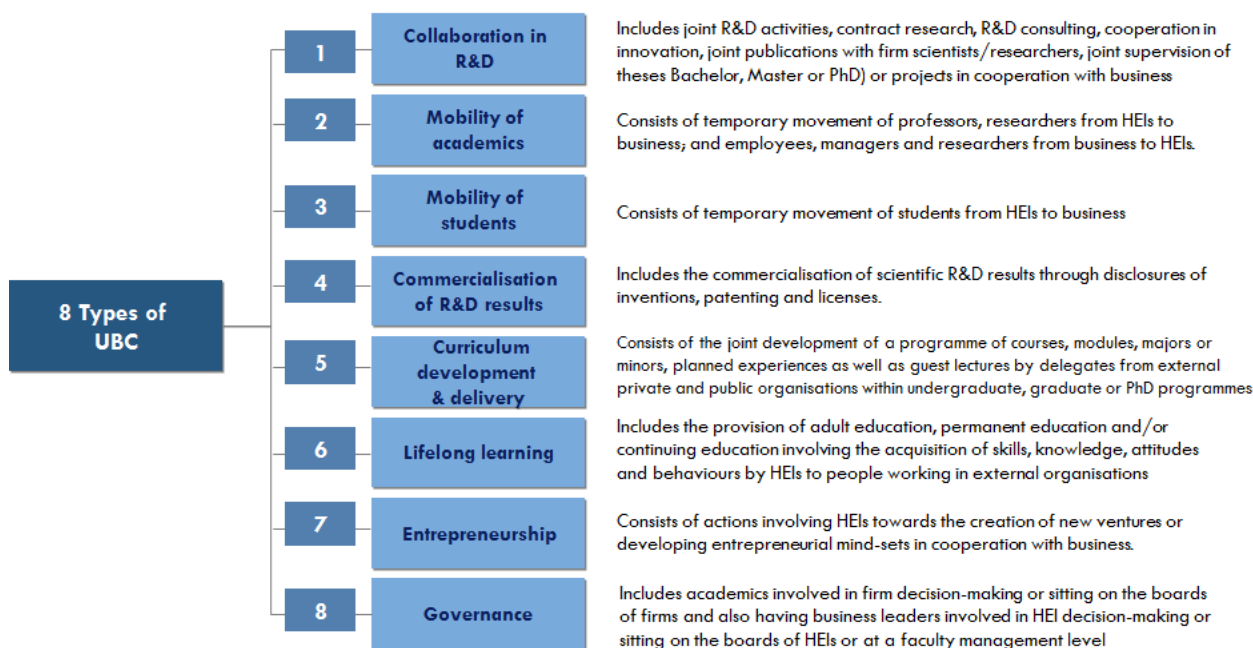 8 Types of
UBC
1
Collaboration in
R&D
Includes joint R&D activities, contract research, R&D consulting, cooperation in
innovation, joint publications with firm scientists/researchers, joint supervision of
theses Bachelor, Master or PhD) or projects in cooperation with business
2
Mobility of
academics
Consists of temporary movement of professors, researchers from HEIs to
business; and employees, managers and researchers from business to HEIs.
3
Mobility of
students
Consists of temporary movement of students from HEIs to business
4
Commercialisation
of R&D results
Includes the commercialisation of scientific R&D results through disclosures of
inventions, patenting and licenses.
5
Curriculum
development
& delivery
Consists of the joint development of a programme of courses, modules, majors or
minors, planned experiences as well as guest lectures by delegates from external
private and public organisations within undergraduate, graduate or PhD programmes
6
Lifelong learning
Includes the provision of adult education, permanent education and/or
continuing education involving the acquisition of skills, knowledge, attitudes
and behaviours by HEIs to people working in external organisations
7
Entrepreneurship
Consists of actions involving HEIs towards the creation of new ventures or
developing entrepreneurial mind-sets in cooperation with business.
8
Governance
Includes academics involved in firm decision-making or sitting on the boards
of firms and also having business leaders involved in HEI decision-making or
sitting on the boards of HEIs or at a faculty management level